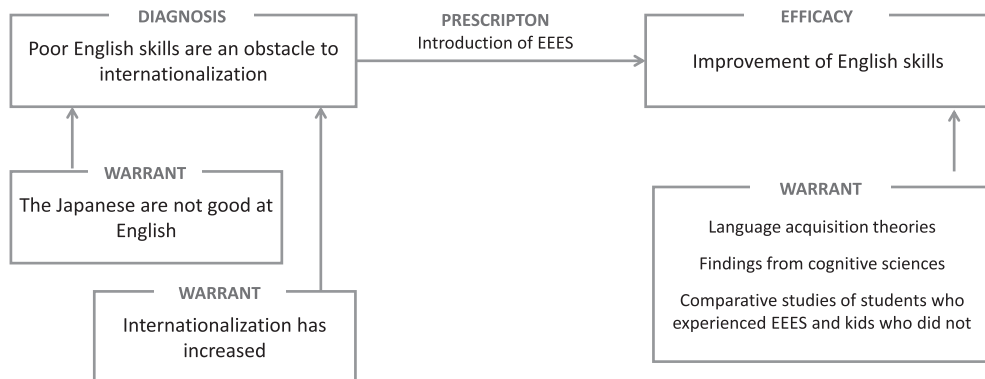 DIAGNOSIS
Poor English skills are an obstacle to
internationalization
PRESCRIPTON
Introduction of EEES
EFFICACY
Improvement of English skills
WARRANT
The Japanese are not good at
English
WARRANT
Internationalization has
increased
WARRANT
Language acquisition theories
Findings from cognitive sciences
Comparative studies of students who
experienced EEES and kids who did not